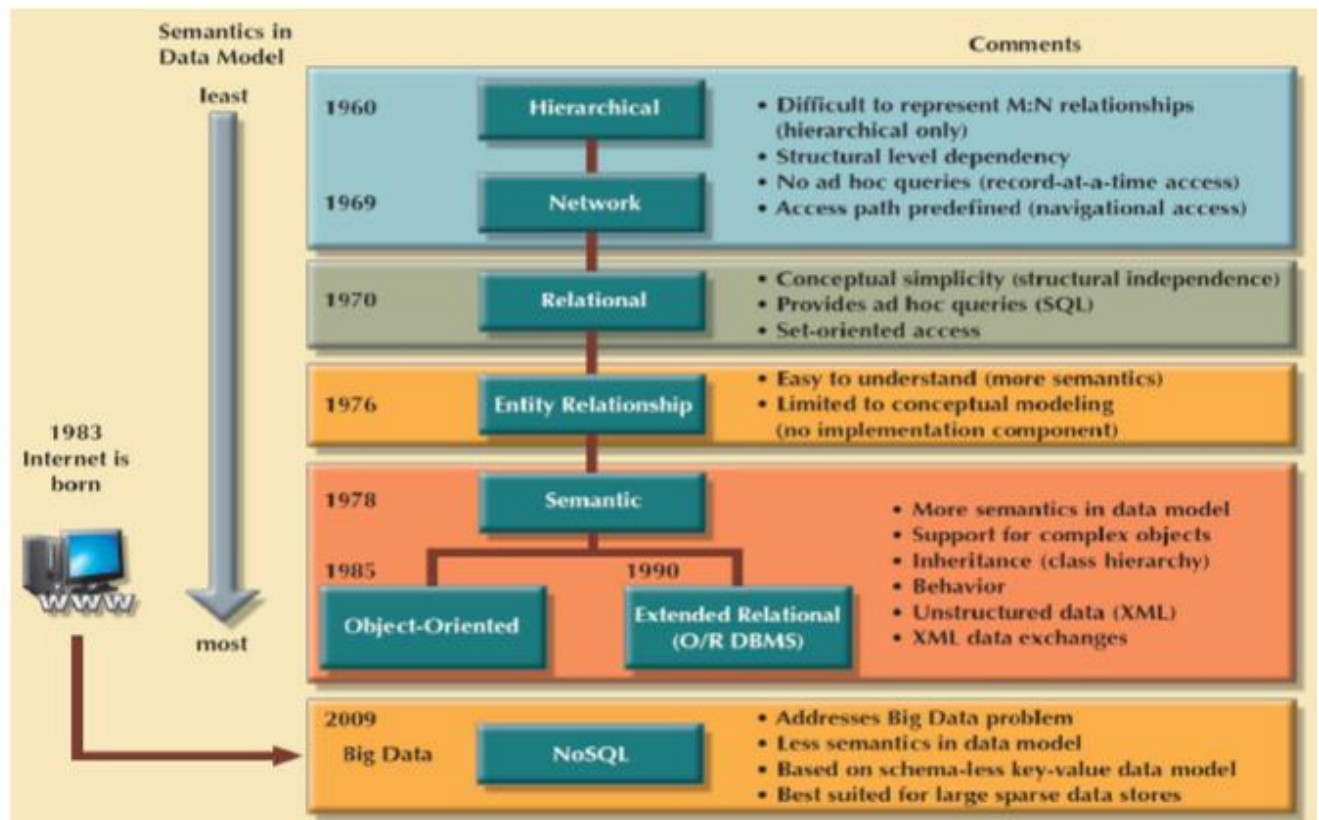 Semantics in
Data Model
Comments
least
1960
Hierarchical
• Difficult to represent M:N relationships
(hierarchical only)
• Structural level dependency
• No ad hoc queries (record-at-a-time access)
• Access path predefined (navigational access)
1969
Network
1970
Relational
• Conceptual simplicity (structural independence)
• Provides ad hoc queries (SQL)
• Set-oriented access
1976
Entity Relationship
• Easy to understand (more semantics)
• Limited to conceptual modeling
(no implementation component)
1983
Internet is
born
WWW
1978
Semantic
• More semantics in data model
• Support for complex objects
• Inheritance (class hierarchy)
• Behavior
• Unstructured data (XML)
• XML data exchanges
1985
Object-Oriented
1990
Extended Relational
(O/R DBMS)
most
2009
Big Data
NoSQL
• Addresses Big Data problem
• Less semantics in data model
• Based on schema-less key-value data model
• Best suited for large sparse data stores